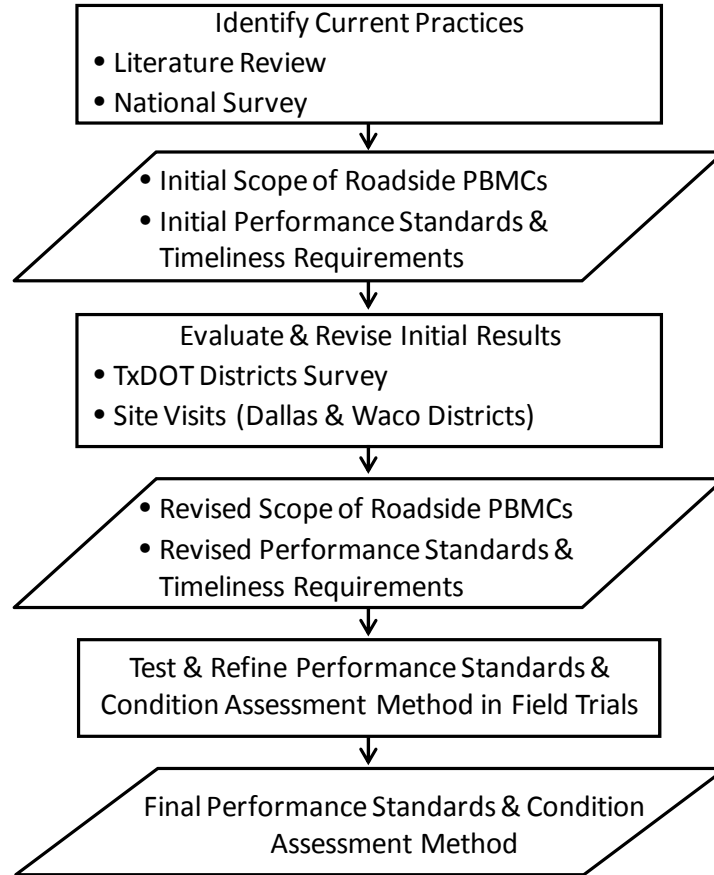 Identify Current Practices
• Literature Review
• National Survey
• Initial Scope of Roadside PBMCs
• Initial Performance Standards &
Timeliness Requirements
Evaluate & Revise Initial Results
• TxDOT Districts Survey
• Site Visits (Dallas & Waco Districts)
• Revised Scope of Roadside PBMCs
• Revised Performance Standards &
Timeliness Requirements
Test & Refine Performance Standards &
Condition Assessment Method in Field Trials
Final Performance Standards & Condition
Assessment Method